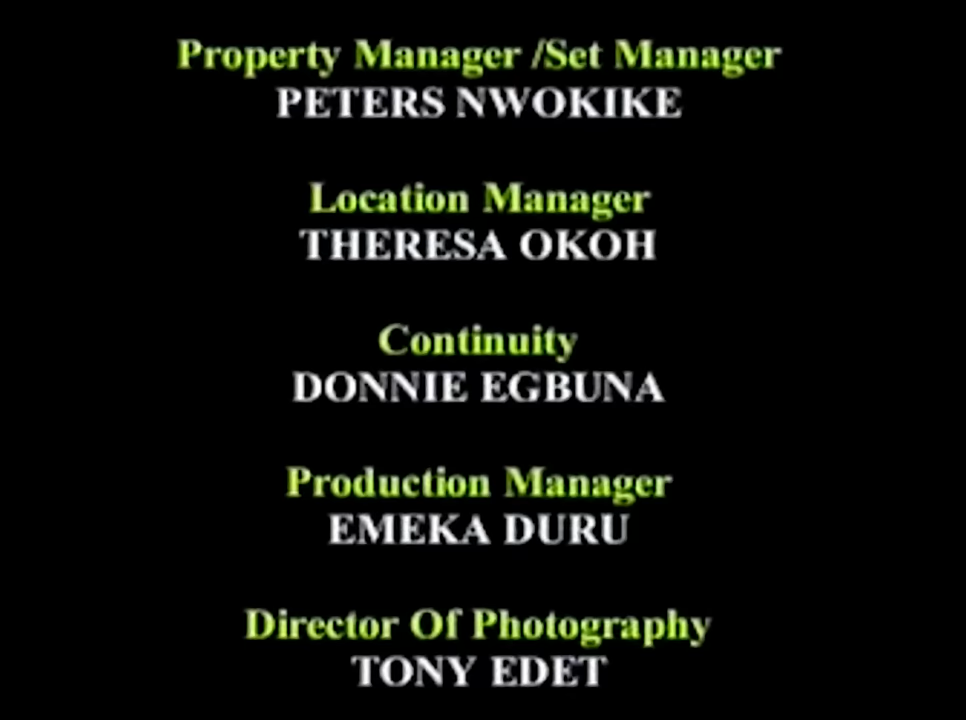 Property Manager /Set Manager
PETERS NWOKIKE
Location Manager
THERESA OKOH
Continuity
DONNIE EGBUNA
Production Manager
EMEKA DURU
Director Of Photography
TONY EDET